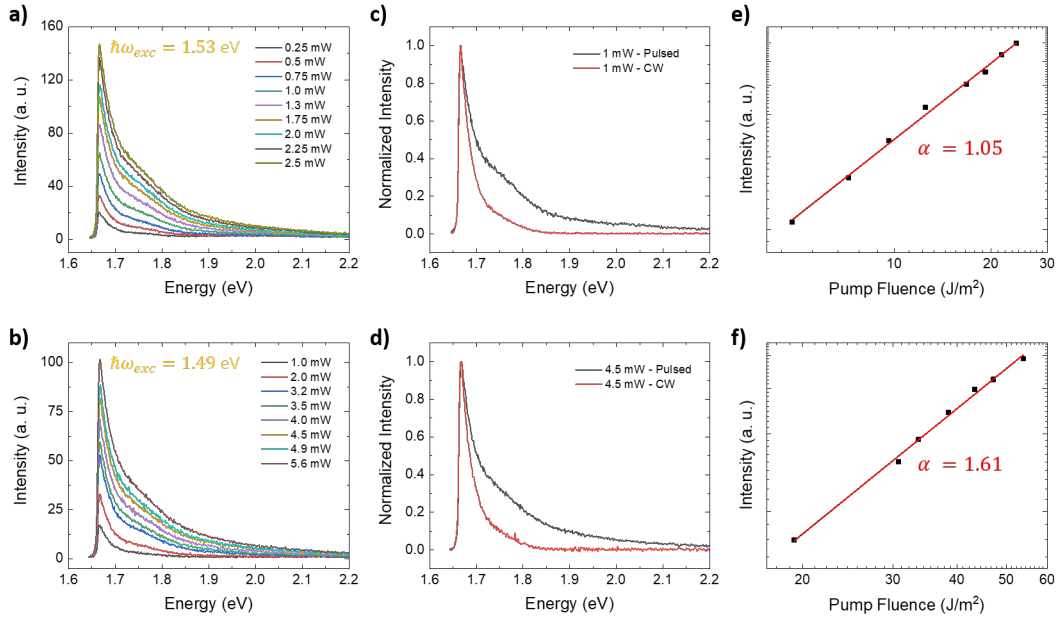 a)
ħω_exc = 1.53 eV
160
120
80
40
0
Intensity (a. u.)
0.25 mW
0.5 mW
0.75 mW
1.0 mW
1.3 mW
1.75 mW
2.0 mW
2.25 mW
2.5 mW
1.6 1.7 1.8 1.9 2.0 2.1 2.2
Energy (eV)
c)
1.0
0.8
0.6
0.4
0.2
0.0
Normalized Intensity
1 mW - Pulsed
1 mW - CW
1.6 1.7 1.8 1.9 2.0 2.1 2.2
Energy (eV)
e)
Intensity (a. u.)
α = 1.05
10 20 30
Pump Fluence (J/m²)
b)
ħω_exc = 1.49 eV
100
75
50
25
0
Intensity (a. u.)
1.0 mW
2.0 mW
3.2 mW
3.5 mW
4.0 mW
4.5 mW
4.9 mW
5.6 mW
1.6 1.7 1.8 1.9 2.0 2.1 2.2
Energy (eV)
d)
1.0
0.8
0.6
0.4
0.2
0.0
Normalized Intensity
4.5 mW - Pulsed
4.5 mW - CW
1.6 1.7 1.8 1.9 2.0 2.1 2.2
Energy (eV)
f)
Intensity (a. u.)
α = 1.61
20 30 40 50 60
Pump Fluence (J/m²)